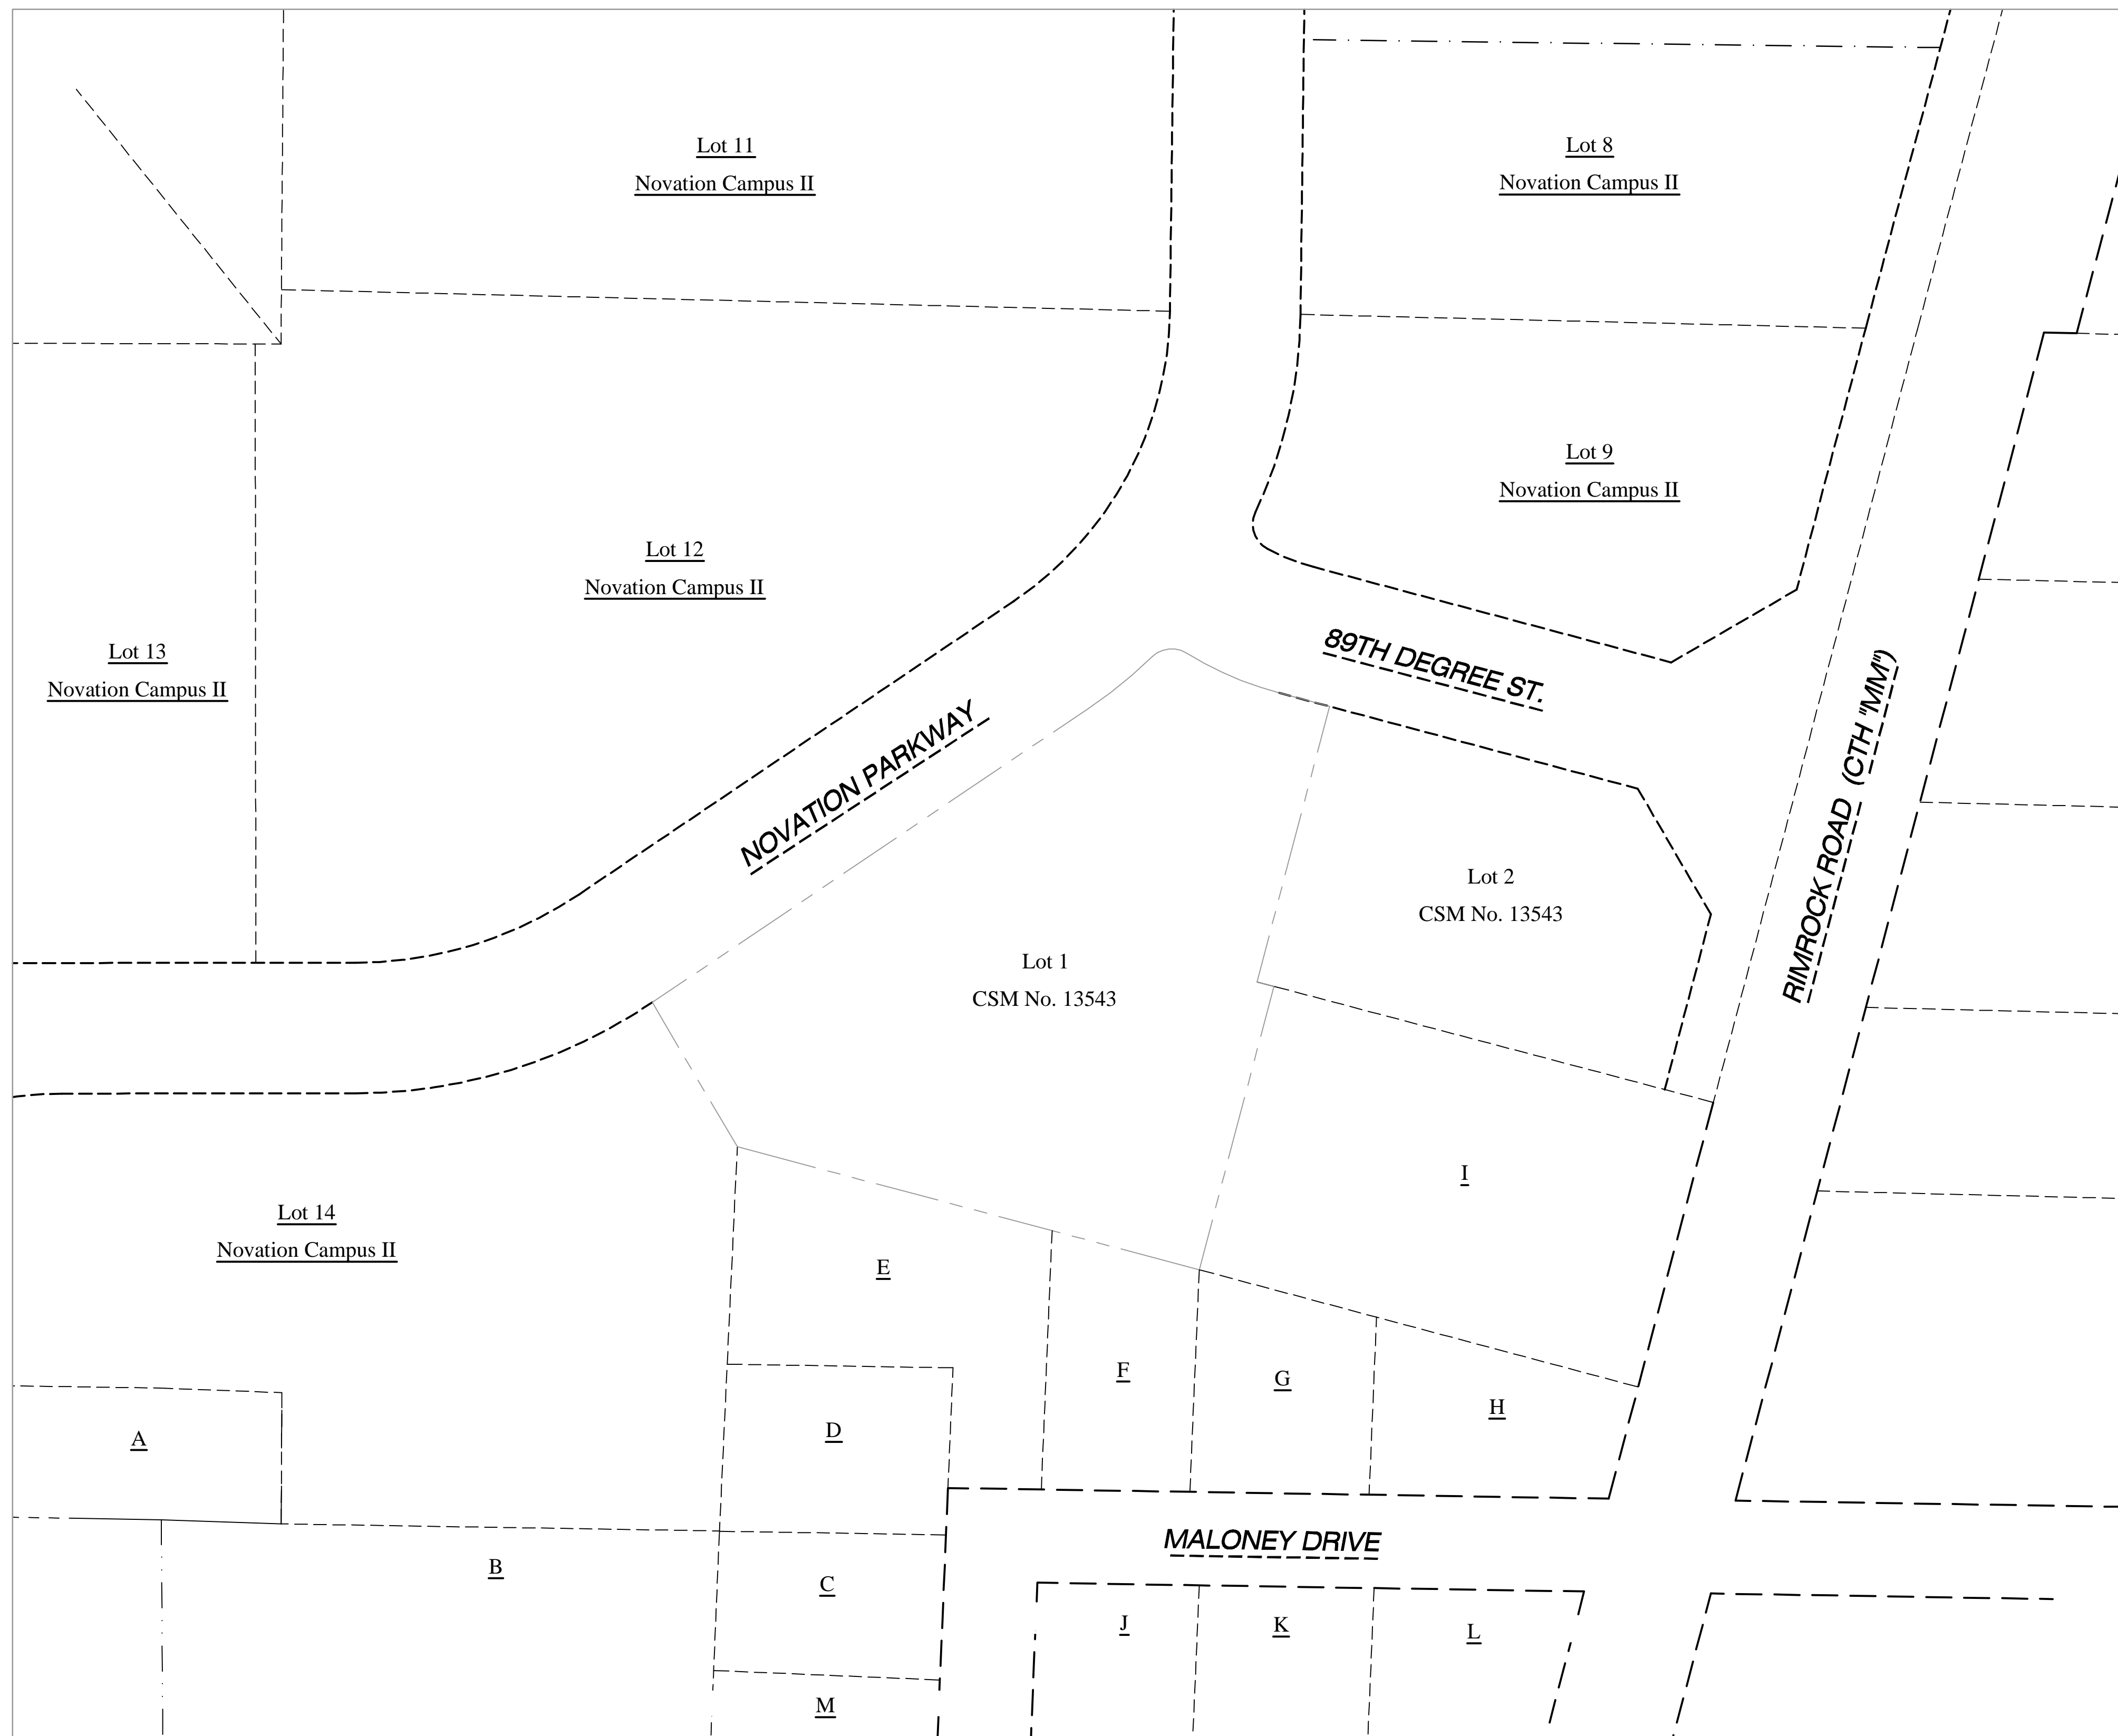 Lot 11
Novation Campus II
Lot 8
Novation Campus II
Lot 9
Novation Campus II
Lot 12
Novation Campus II
Lot 13
Novation Campus II
89TH DEGREE ST.
NOVATION PARKWAY
RIMROCK ROAD (CTH "MM")
Lot 2
CSM No. 13543
Lot 1
CSM No. 13543
I
Lot 14
Novation Campus II
E
F
G
H
D
A
MALONEY DRIVE
B
C
J
K
L
M